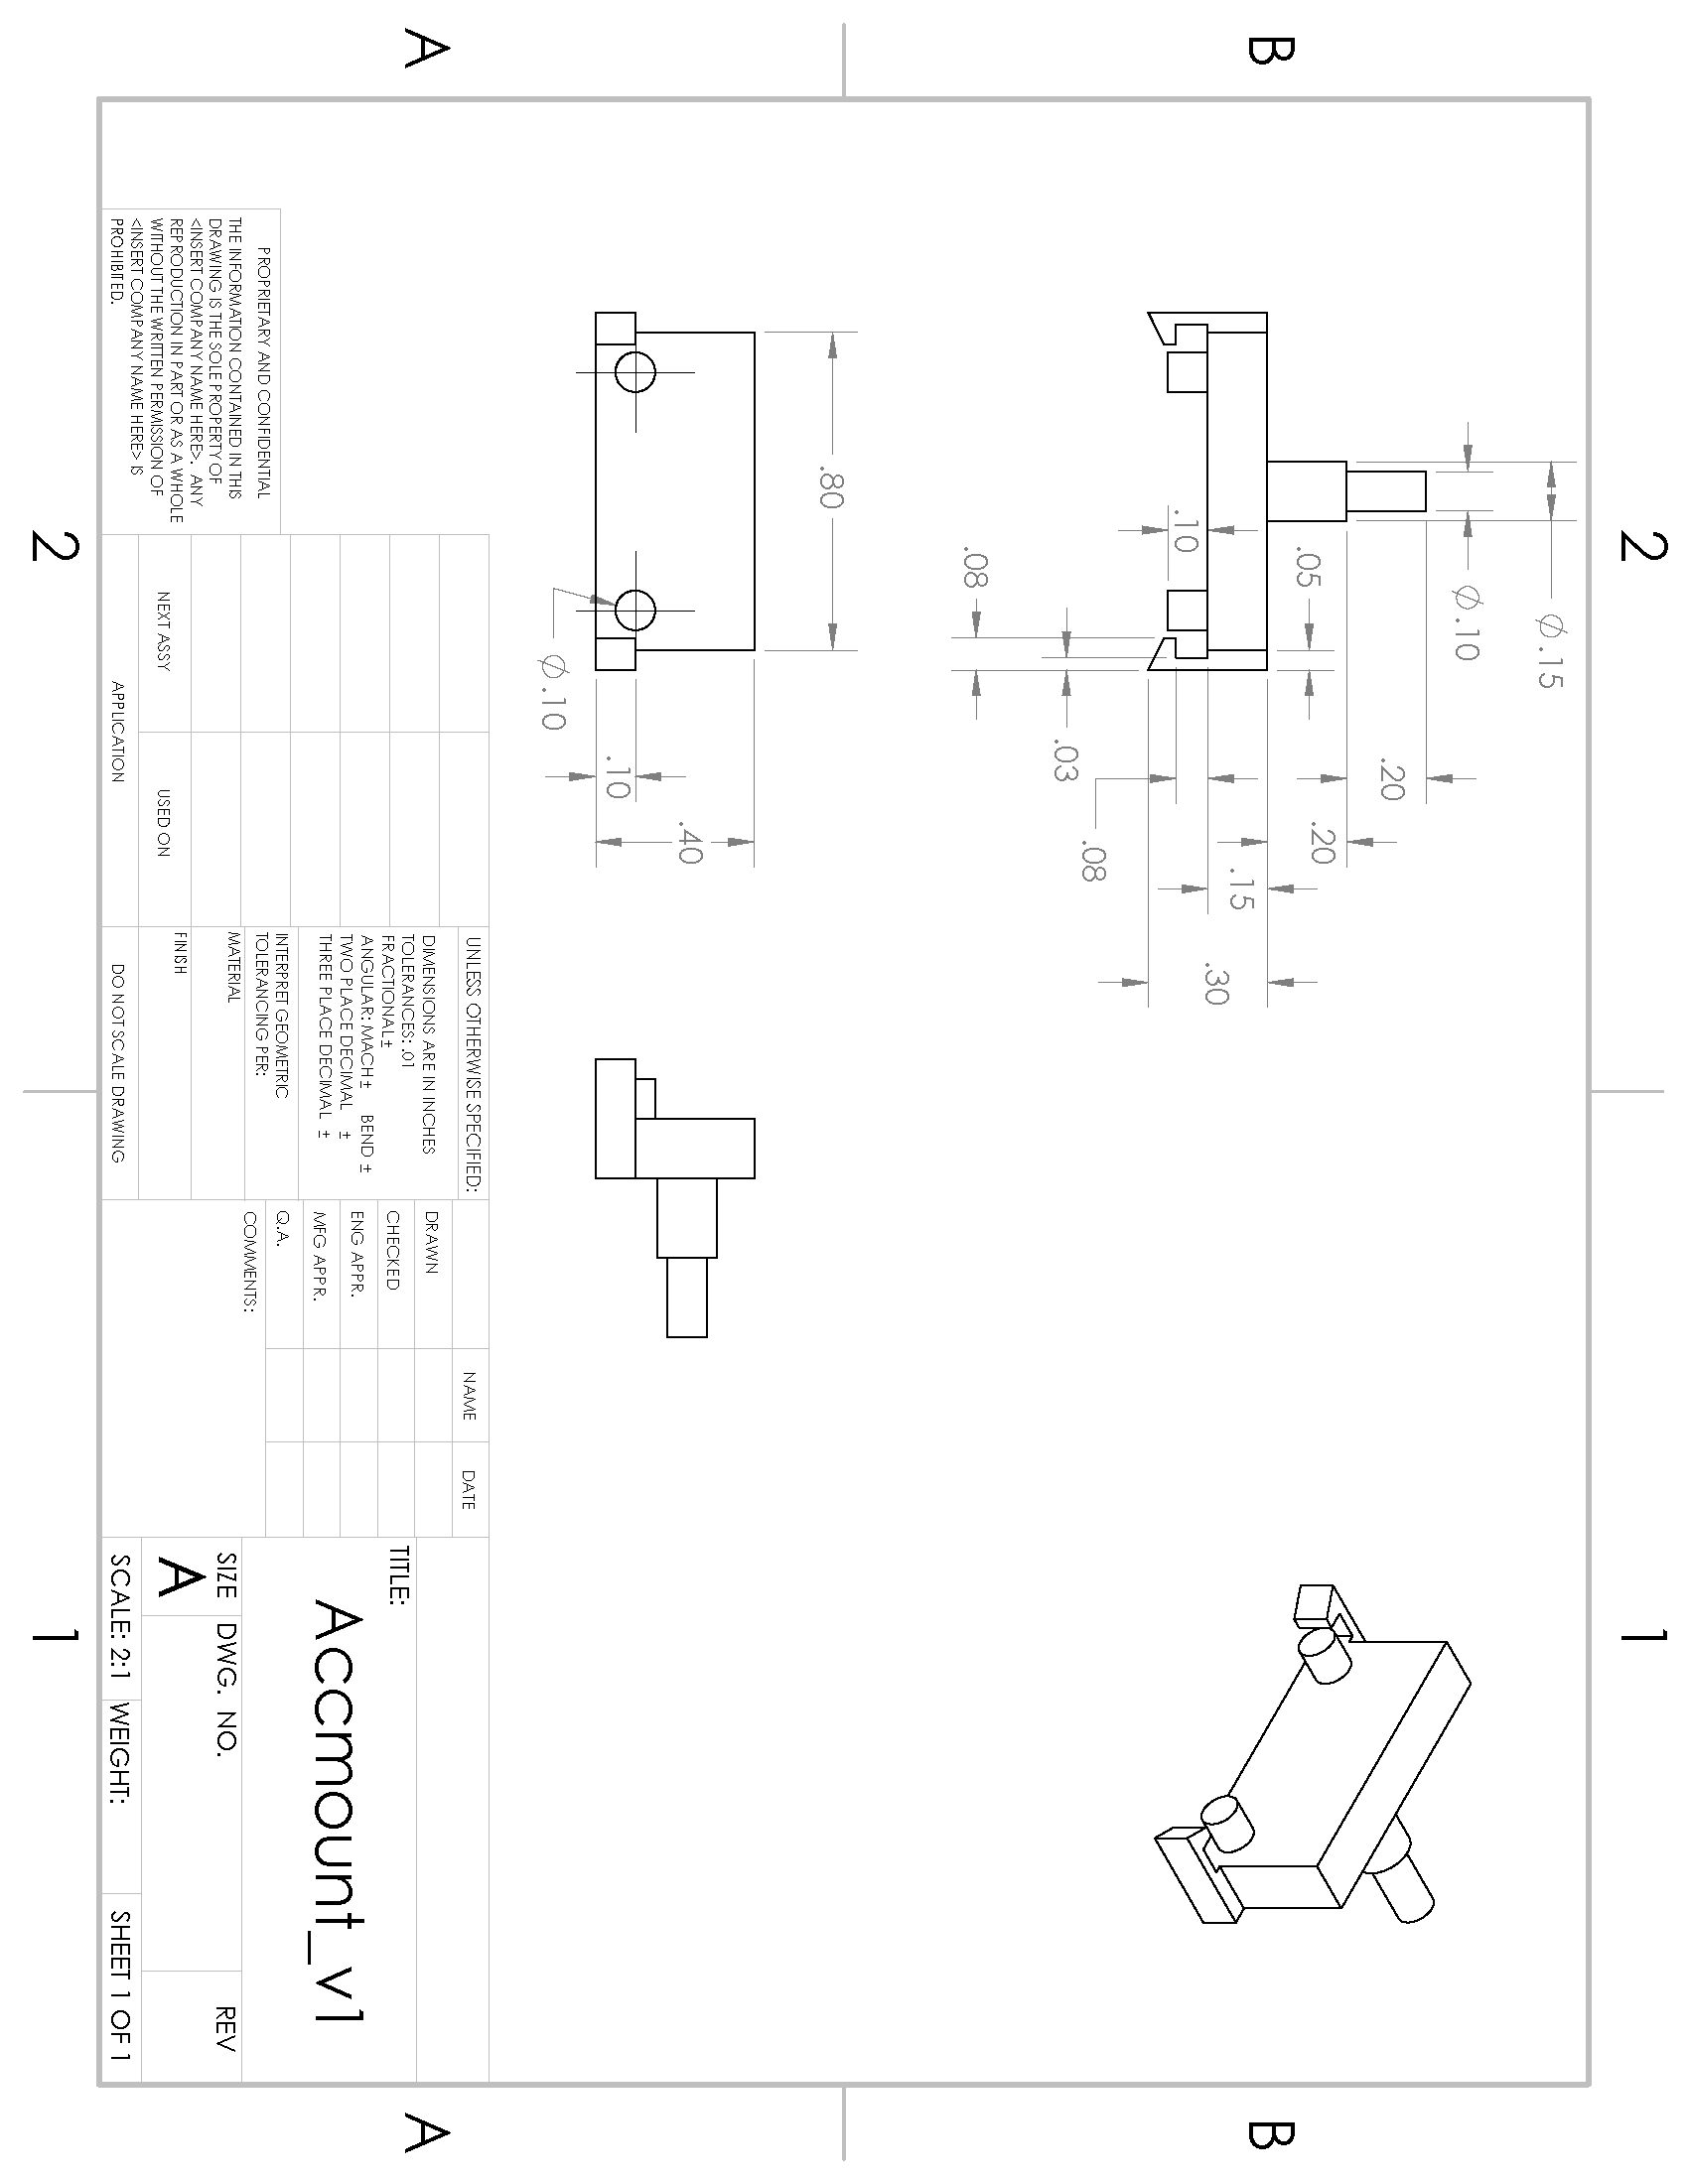 2
1
B
B
Ø .15
Ø .10
.05
.10
.08
.03
.08
.20
.20
.15
.30
A
A
.80
Ø .10
.10
.40
PROPRIETARY AND CONFIDENTIAL
THE INFORMATION CONTAINED IN THIS
DRAWING IS THE SOLE PROPERTY OF
<INSERT COMPANY NAME HERE>. ANY
REPRODUCTION IN PART OR AS A WHOLE
WITHOUT THE WRITTEN PERMISSION OF
<INSERT COMPANY NAME HERE> IS
PROHIBITED.
NEXT ASSY
USED ON
APPLICATION
UNLESS OTHERWISE SPECIFIED:
DIMENSIONS ARE IN INCHES
TOLERANCES: .01
FRACTIONAL ±
ANGULAR: MACH ± BEND ±
TWO PLACE DECIMAL ±
THREE PLACE DECIMAL ±
INTERPRET GEOMETRIC
TOLERANCING PER:
MATERIAL
FINISH
DO NOT SCALE DRAWING
NAME
DATE
DRAWN
CHECKED
ENG APPR.
MFG APPR.
Q.A.
COMMENTS:
TITLE:
Accmount_v1
SIZE
A
DWG. NO.
REV
SCALE: 2:1
WEIGHT:
SHEET 1 OF 1
2
1